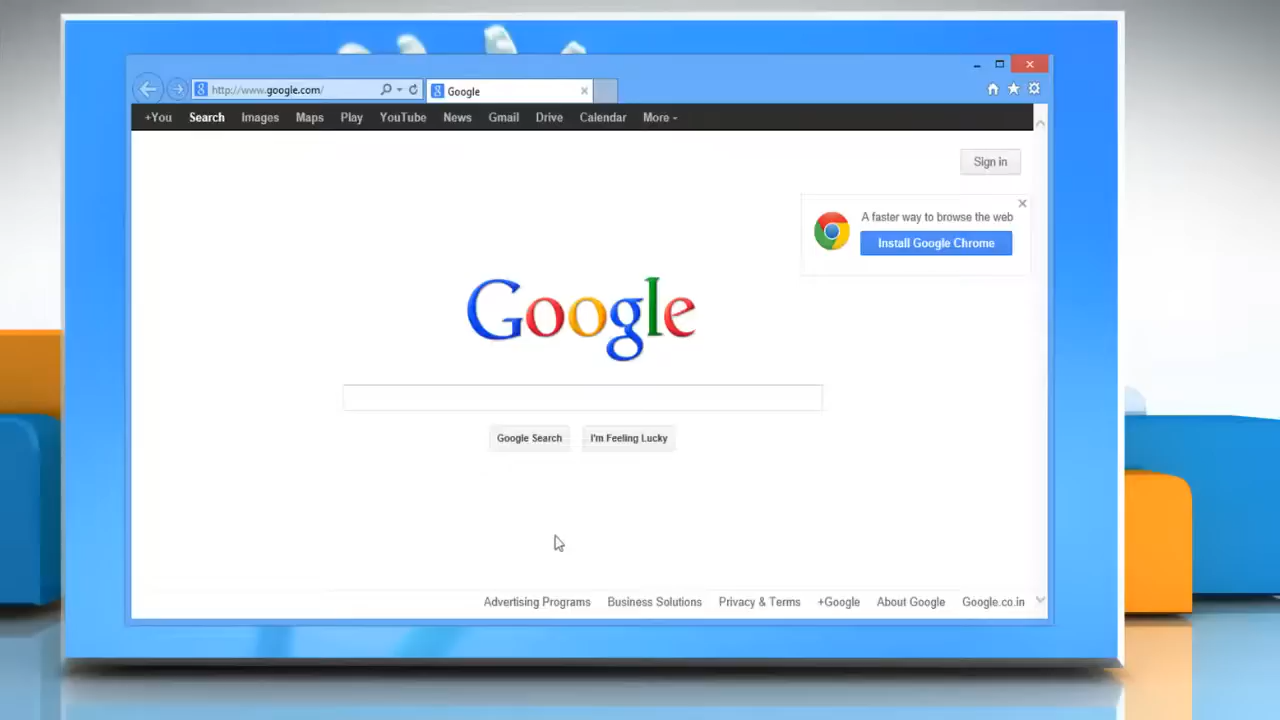 http://www.google.com/
Google
+You Search Images Maps Play YouTube News Gmail Drive Calendar More
Sign in
A faster way to browse the web
Install Google Chrome
Google
Google Search I'm Feeling Lucky
Advertising Programs Business Solutions Privacy & Terms +Google About Google Google.co.in